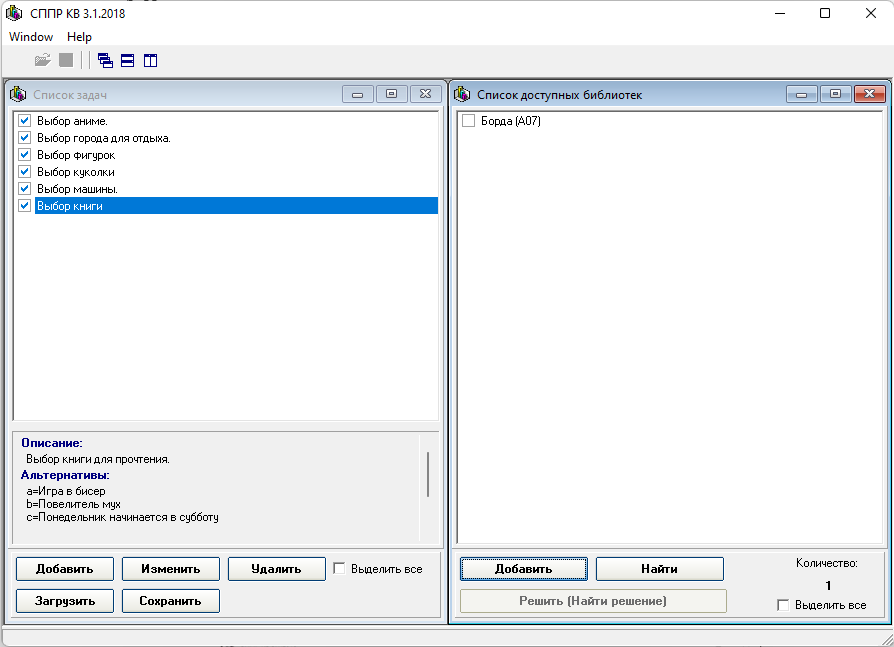 СППР КВ 3.1.2018
Window Help
Список задач
Выбор аниме.
Выбор города для отдыха.
Выбор фигурок
Выбор куколки
Выбор машины.
Выбор книги
Описание:
Выбор книги для прочтения.
Альтернативы:
a=Игра в бисер
b=Повелитель мух
c=Понедельник начинается в субботу
Добавить Изменить Удалить Выделить все
Загрузить Сохранить
Список доступных библиотек
Борда (A07)
Добавить Найти
Количество:
1
Решить (Найти решение)
Выделить все